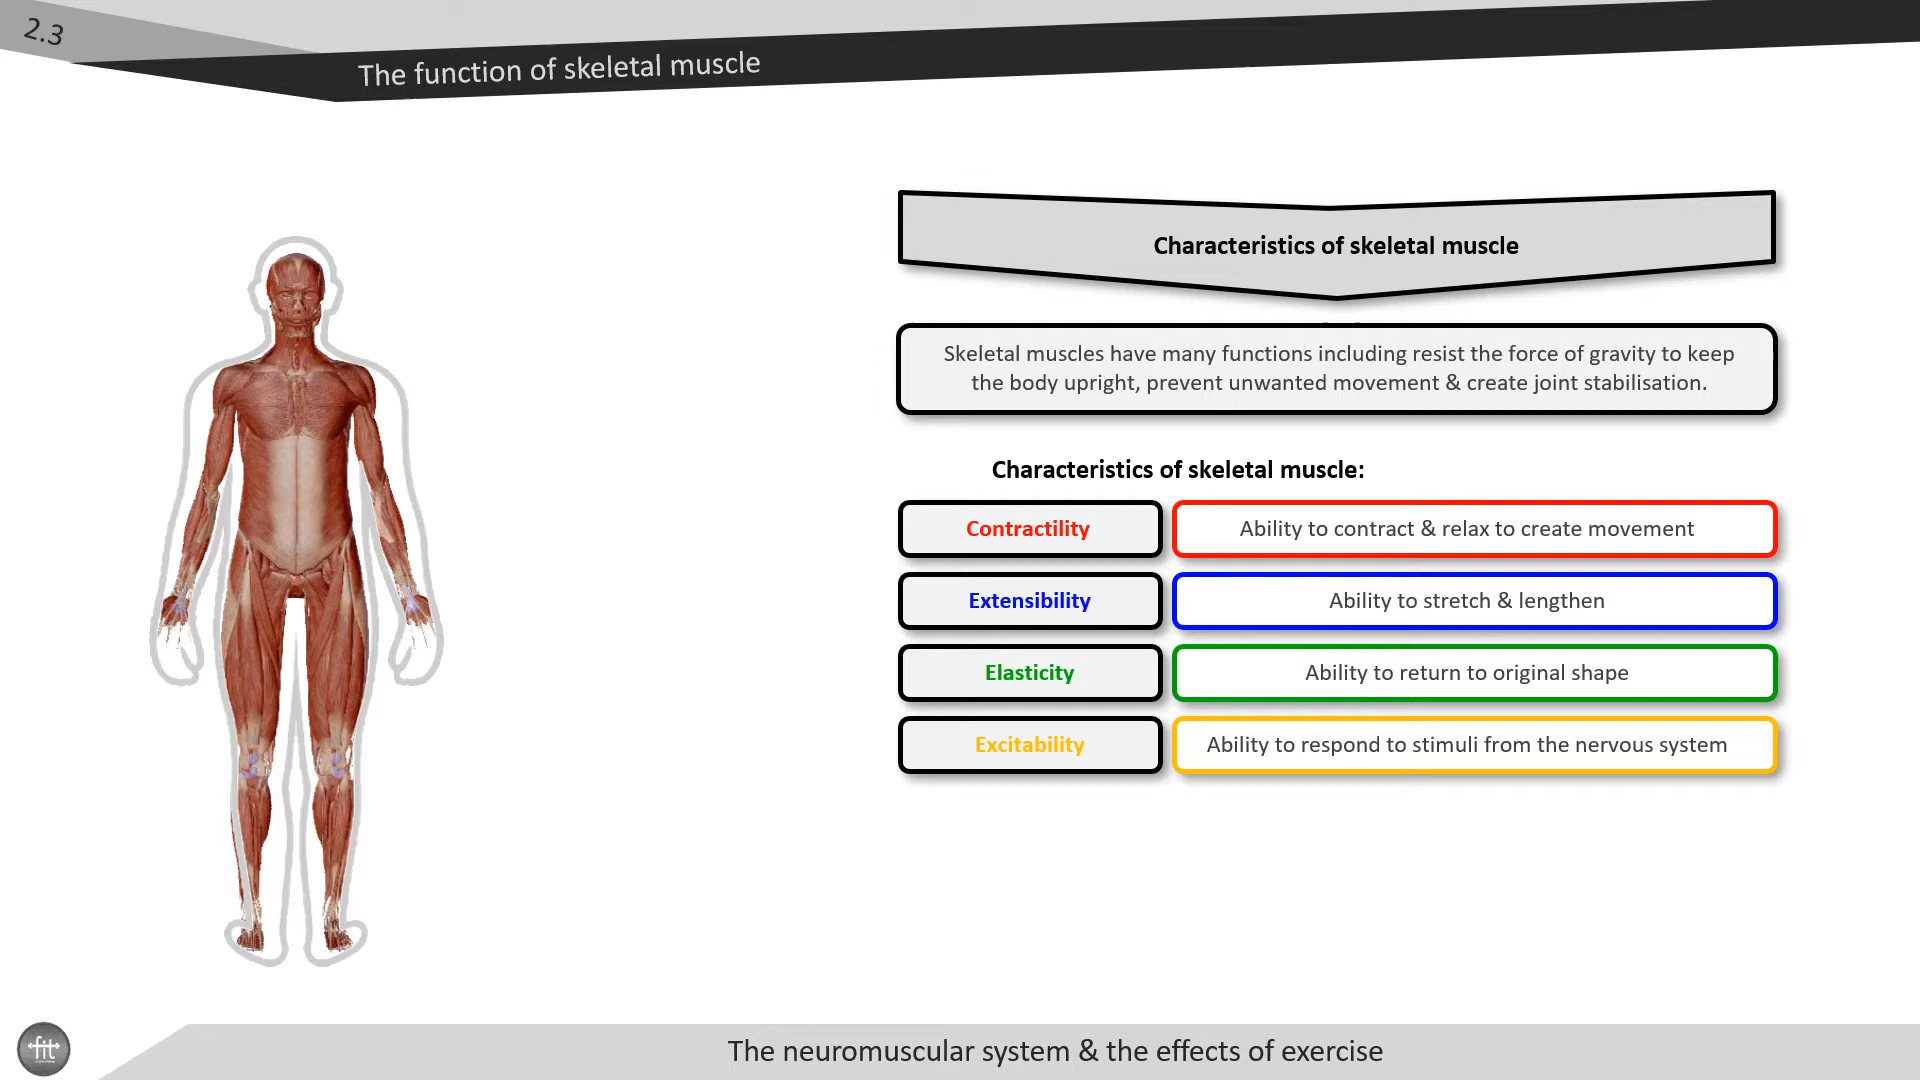 2.3
The function of skeletal muscle
Characteristics of skeletal muscle
Skeletal muscles have many functions including resist the force of gravity to keep
the body upright, prevent unwanted movement & create joint stabilisation.
Characteristics of skeletal muscle:
Contractility
Ability to contract & relax to create movement
Extensibility
Ability to stretch & lengthen
Elasticity
Ability to return to original shape
Excitability
Ability to respond to stimuli from the nervous system
fit
The neuromuscular system & the effects of exercise